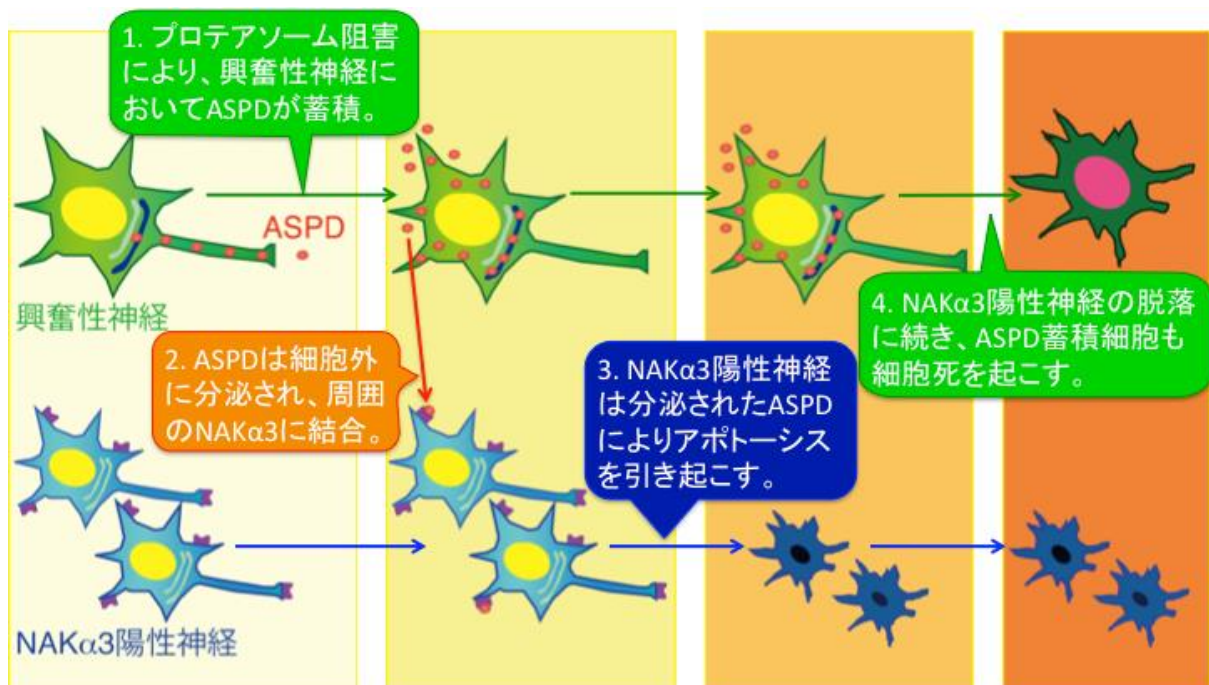 1. プロテアソーム阻害
により、興奮性神経に
おいてASPDが蓄積。
ASPD
興奮性神経
2. ASPDは細胞外
に分泌され、周囲
のNAKα3に結合。
3. NAKα3陽性神経
は分泌されたASPD
によりアポトーシス
を引き起こす。
4. NAKα3陽性神経の脱落
に続き、ASPD蓄積細胞も
細胞死を起こす。
NAKα3陽性神経